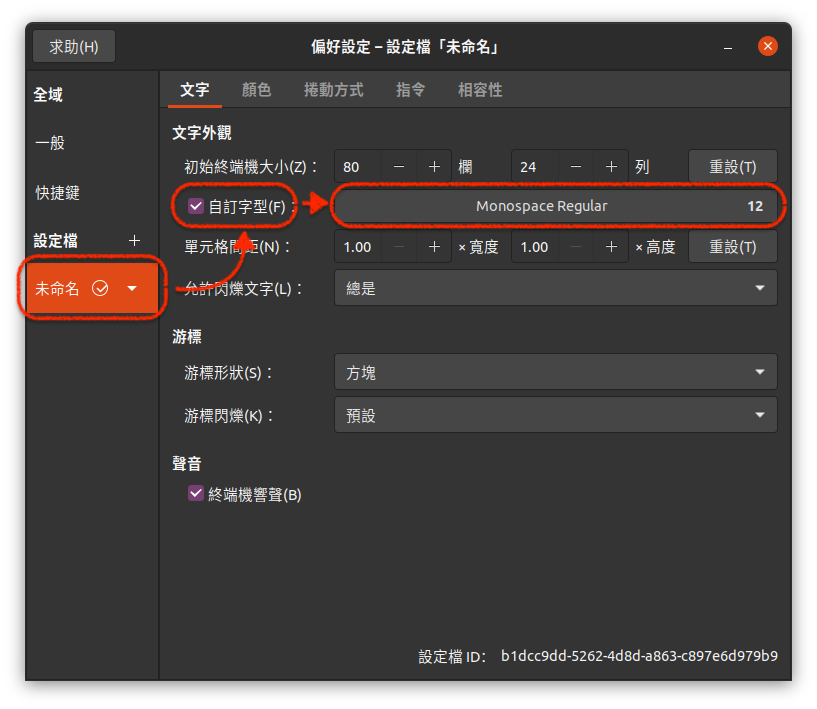 求助(H)
偏好設定 – 設定檔「未命名」
全域
一般
快捷鍵
設定檔
未命名
文字 顏色 捲動方式 指令 相容性
文字外觀
初始終端機大小(Z)： 80 欄 24 列 重設(T)
自訂字型(F)： Monospace Regular 12
單元格間距(N)： 1.00 × 寬度 1.00 × 高度 重設(T)
允許閃爍文字(L)： 總是
游標
游標形狀(S)： 方塊
游標閃爍(K)： 預設
聲音
終端機響聲(B)
設定檔 ID： b1dcc9dd-5262-4d8d-a863-c897e6d979b9